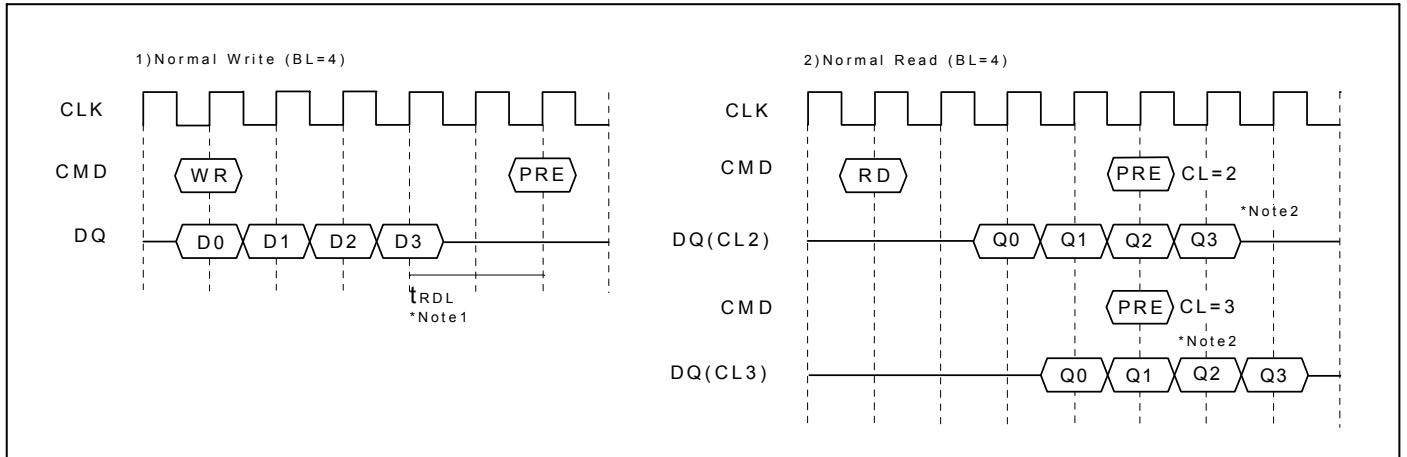 1)Normal Write (BL=4)
CLK
CMD
WR
PRE
DQ
D0 D1 D2 D3
tRDL
*Note1
2)Normal Read (BL=4)
CLK
CMD
RD
PRE CL=2
*Note2
DQ(CL2)
Q0 Q1 Q2 Q3
CMD
PRE CL=3
*Note2
DQ(CL3)
Q0 Q1 Q2 Q3